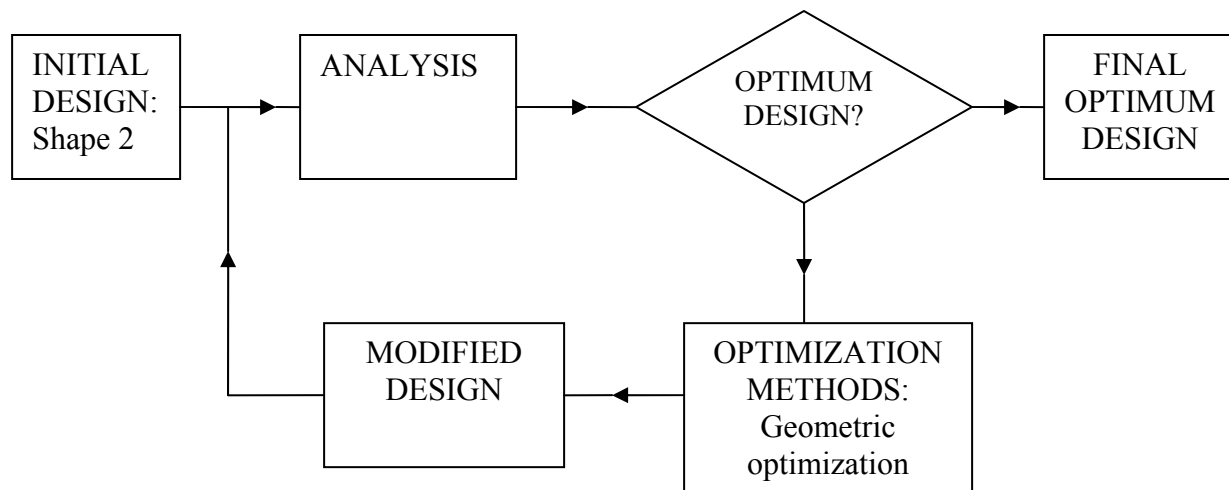 INITIAL
DESIGN:
Shape 2
ANALYSIS
OPTIMUM
DESIGN?
FINAL
OPTIMUM
DESIGN
MODIFIED
DESIGN
OPTIMIZATION
METHODS:
Geometric
optimization